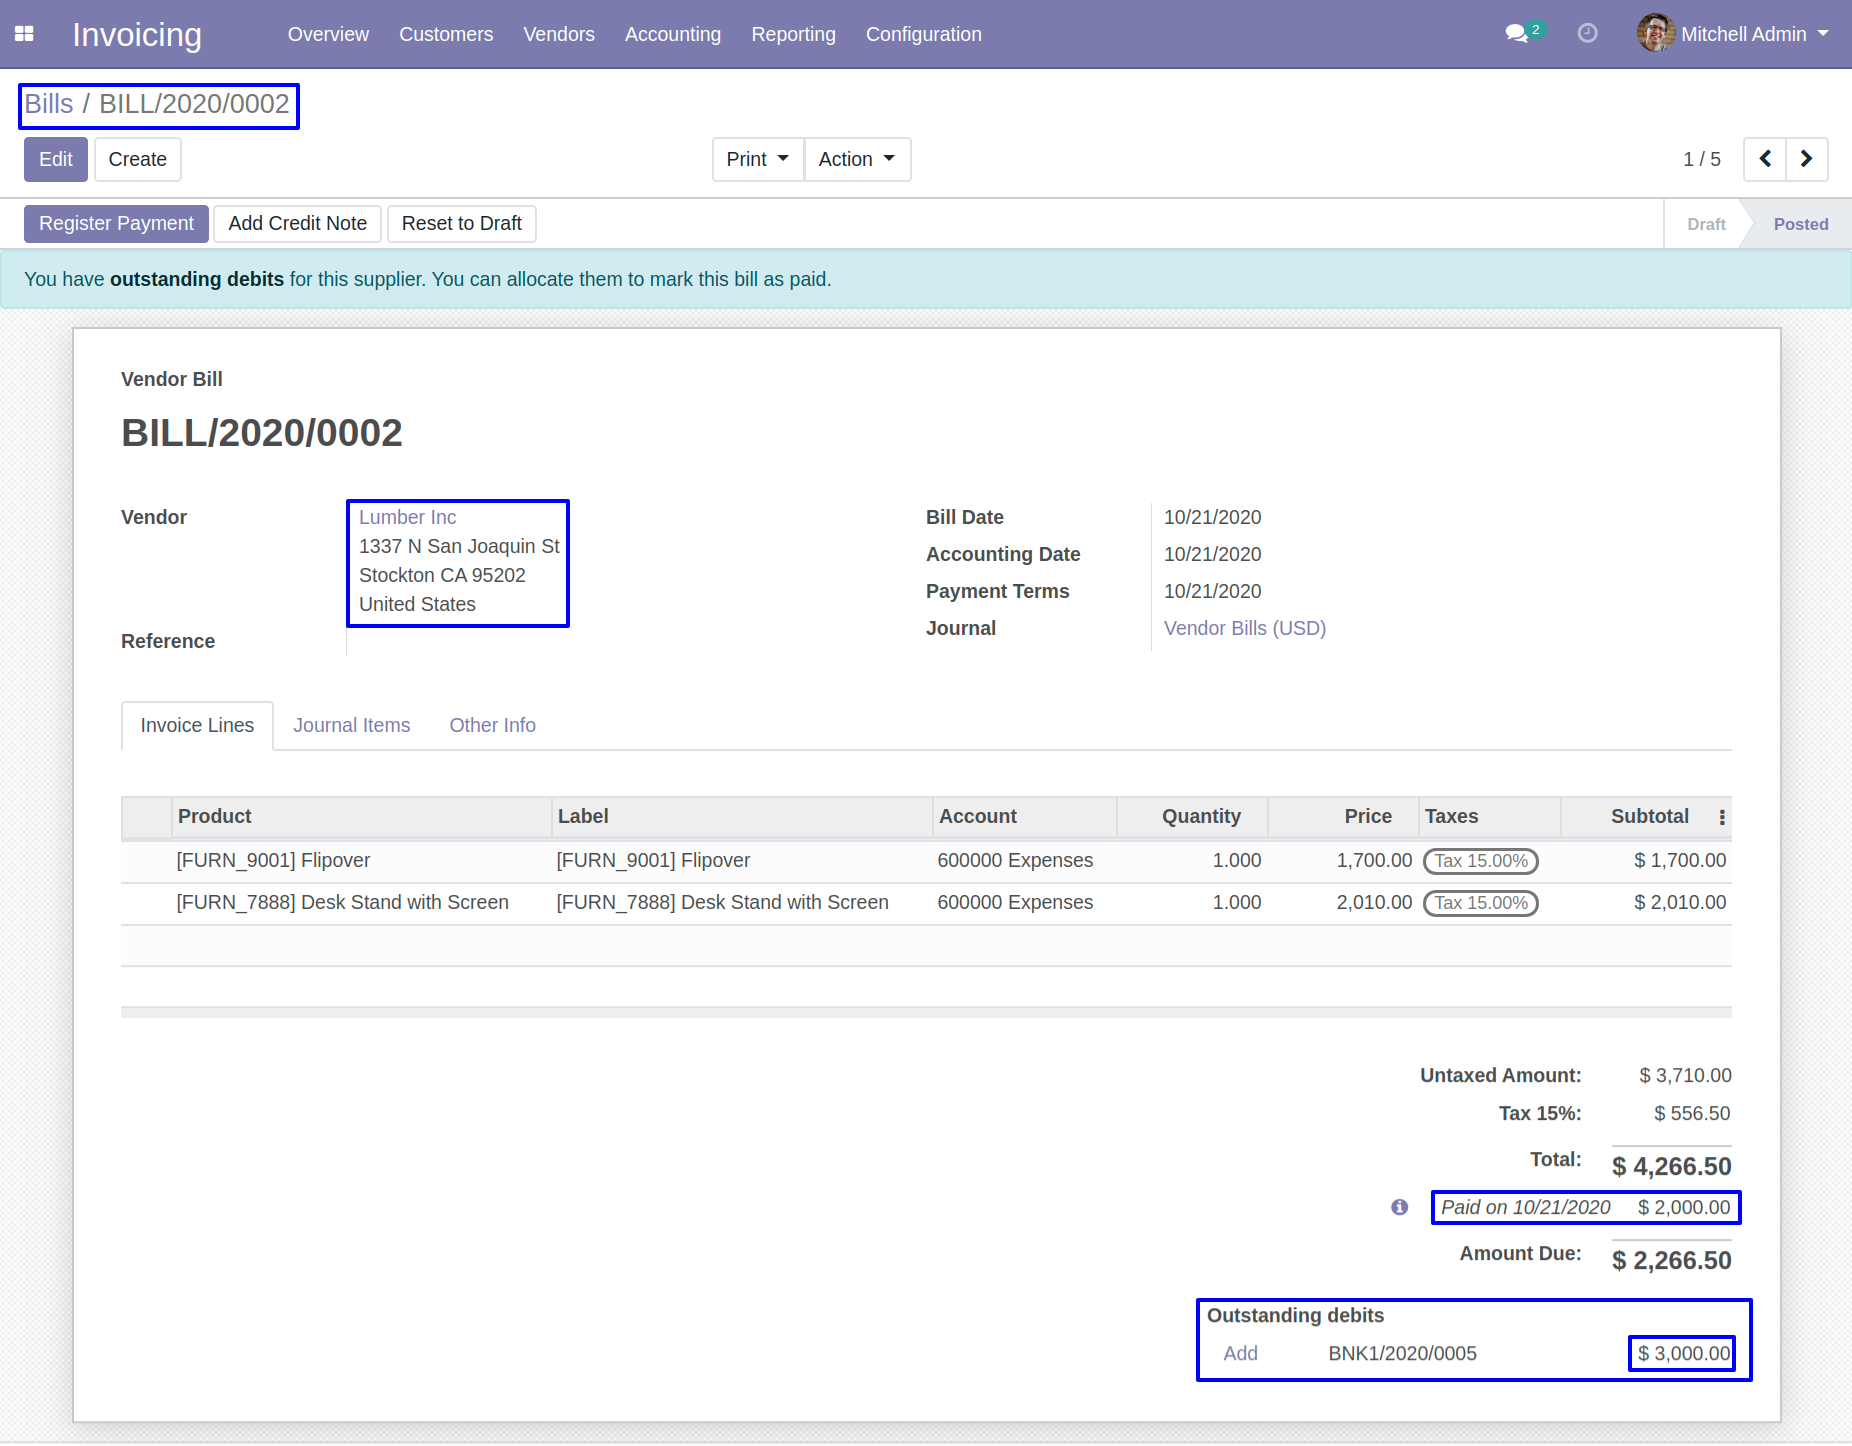 Invoicing Overview Customers Vendors Accounting Reporting Configuration 2 Mitchell Admin
Bills / BILL/2020/0002
Edit Create Print Action 1 / 5
Register Payment Add Credit Note Reset to Draft Draft Posted
You have outstanding debits for this supplier. You can allocate them to mark this bill as paid.
Vendor Bill
BILL/2020/0002
Vendor Lumber Inc
1337 N San Joaquin St
Stockton CA 95202
United States
Reference
Bill Date 10/21/2020
Accounting Date 10/21/2020
Payment Terms 10/21/2020
Journal Vendor Bills (USD)
Invoice Lines Journal Items Other Info
Product Label Account Quantity Price Taxes Subtotal
[FURN_9001] Flipover [FURN_9001] Flipover 600000 Expenses 1.000 1,700.00 Tax 15.00% $ 1,700.00
[FURN_7888] Desk Stand with Screen [FURN_7888] Desk Stand with Screen 600000 Expenses 1.000 2,010.00 Tax 15.00% $ 2,010.00
Untaxed Amount: $ 3,710.00
Tax 15%: $ 556.50
Total: $ 4,266.50
Paid on 10/21/2020 $ 2,000.00
Amount Due: $ 2,266.50
Outstanding debits
Add BNK1/2020/0005 $ 3,000.00